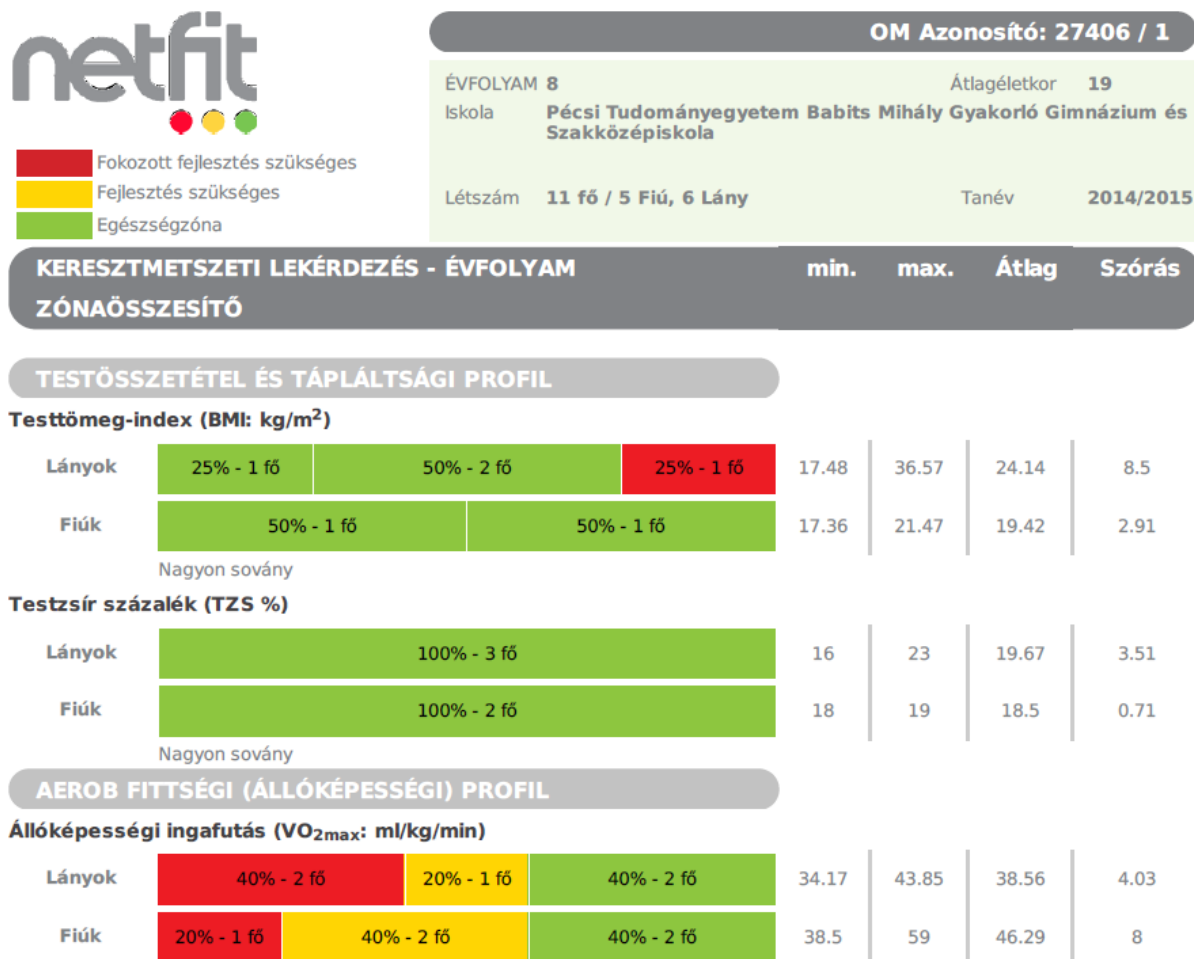 netfit
OM Azonosító: 27406 / 1
ÉVFOLYAM 8 Átlagéletkor 19
Iskola Pécsi Tudományegyetem Babits Mihály Gyakorló Gimnázium és
Szakközépiskola
Létszám 11 fő / 5 Fiú, 6 Lány Tanév 2014/2015
Fokozott fejlesztés szükséges
Fejlesztés szükséges
Egészségzóna
KERESZTMETSZETI LEKÉRDEZÉS - ÉVFOLYAM min. max. Átlag Szórás
ZÓNAÖSSZESÍTŐ
TESTÖSSZETÉTEL ÉS TÁPLÁLTSÁGI PROFIL
Testtömeg-index (BMI: kg/m²)
Lányok 25% - 1 fő 50% - 2 fő 25% - 1 fő 17.48 36.57 24.14 8.5
Fiúk 50% - 1 fő 50% - 1 fő 17.36 21.47 19.42 2.91
Nagyon sovány
Testzsír százalék (TZS %)
Lányok 100% - 3 fő 16 23 19.67 3.51
Fiúk 100% - 2 fő 18 19 18.5 0.71
Nagyon sovány
AEROB FITTSÉGI (ÁLLÓKÉPESSÉGI) PROFIL
Állóképességi ingafutás (VO₂max: ml/kg/min)
Lányok 40% - 2 fő 20% - 1 fő 40% - 2 fő 34.17 43.85 38.56 4.03
Fiúk 20% - 1 fő 40% - 2 fő 40% - 2 fő 38.5 59 46.29 8